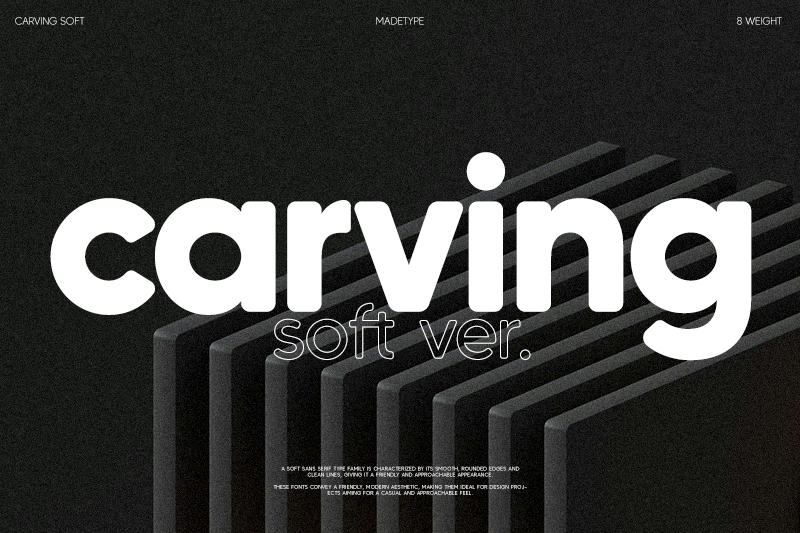 CARVING SOFT
MADETYPE
8 WEIGHT
carving
soft ver.
A SOFT SANS SERIF TYPE FAMILY IS CHARACTERIZED BY ITS SMOOTH, ROUNDED EDGES AND
CLEAN LINES, GIVING IT A FRIENDLY AND APPROACHABLE APPEARANCE.
THESE FONTS CONVEY A FRIENDLY, MODERN AESTHETIC, MAKING THEM IDEAL FOR DESIGN PROJ-
ECTS AIMING FOR A CASUAL AND APPROACHABLE FEEL.